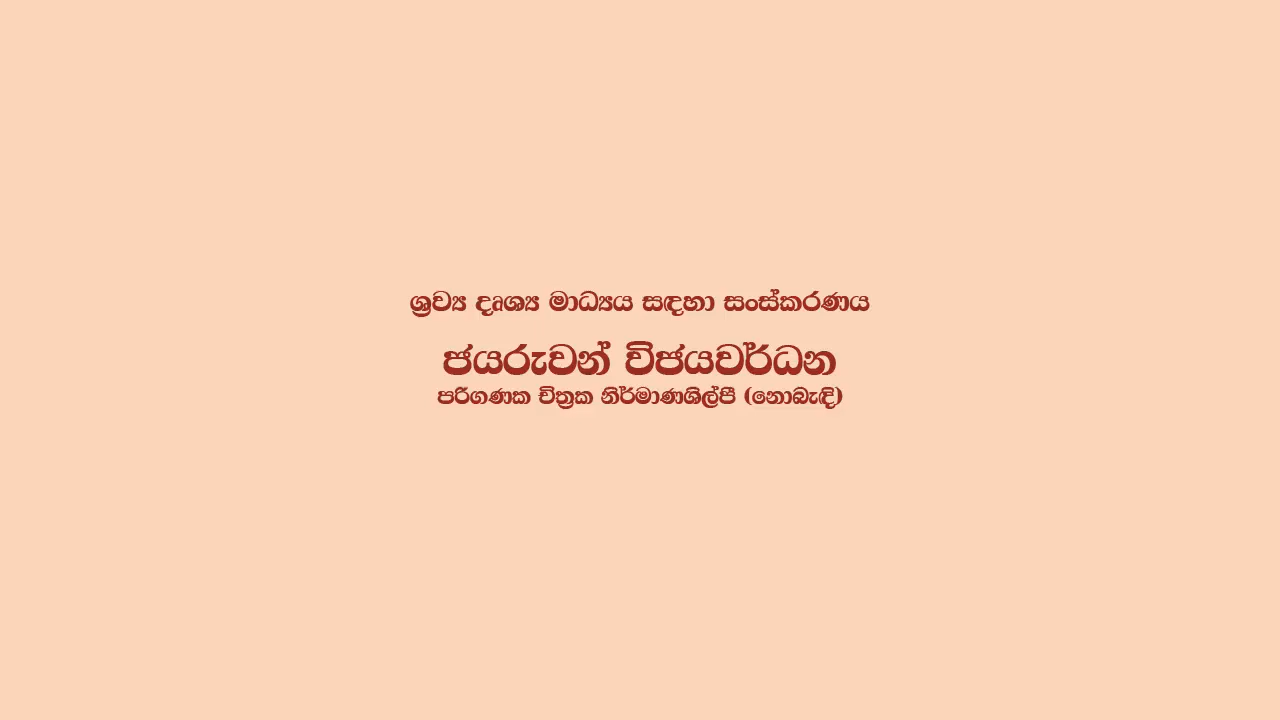 ශ්‍රව්‍ය දෘශ්‍ය මාධ්‍යය සඳහා සංස්කරණය
ජයරුවන් විජයවර්ධන
පරිගණක චිත්‍රක නිර්මාණශිල්පී (නොබැඳි)